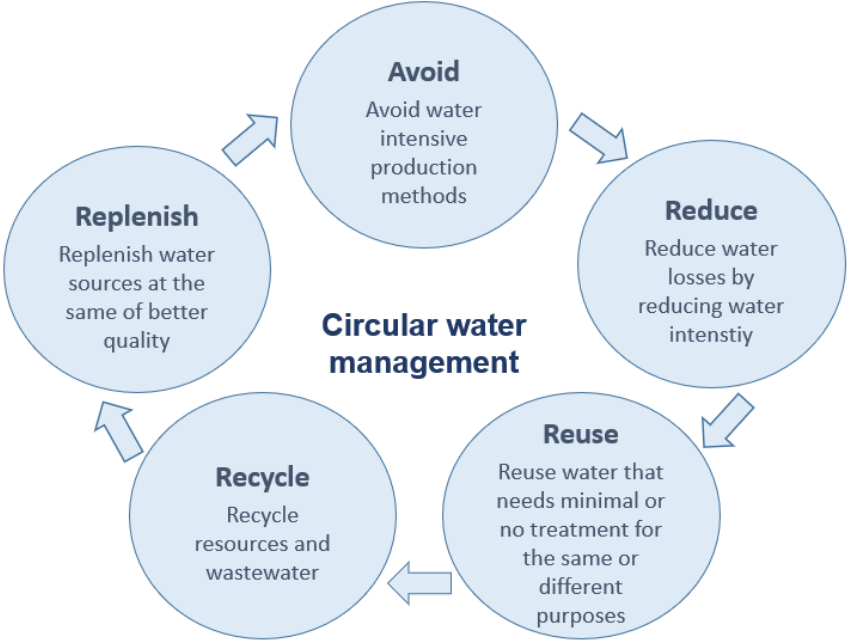 Avoid
Avoid water
intensive
production
methods
Reduce
Reduce water
losses by
reducing water
intenstiy
Reuse
Reuse water that
needs minimal or
no treatment for
the same or
different
purposes
Recycle
Recycle
resources and
wastewater
Replenish
Replenish water
sources at the
same of better
quality
Circular water
management